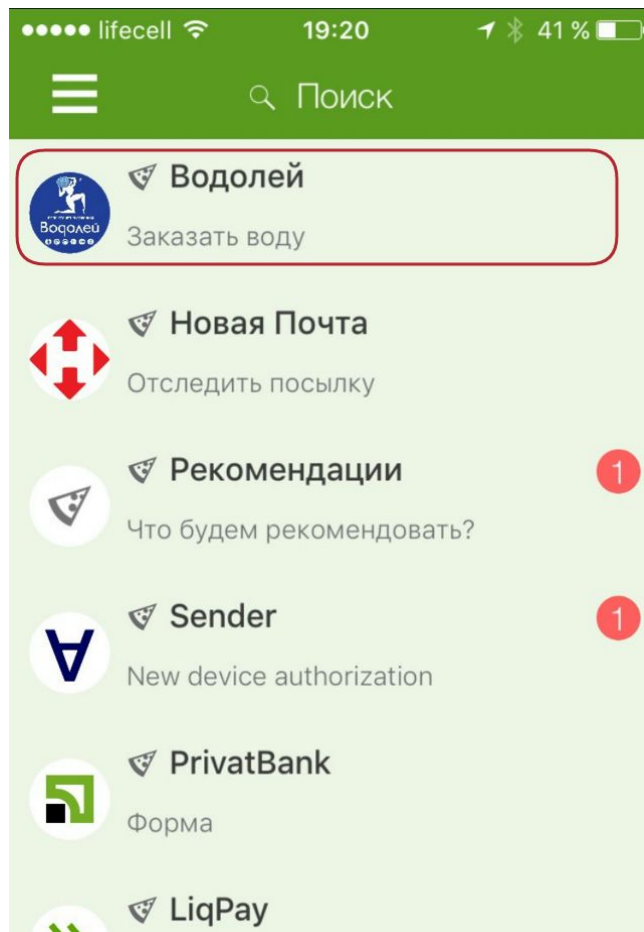 lifecell 19:20 41 %
Поиск
Водолей
Водолей
Заказать воду
Новая Почта
Отследить посылку
Рекомендации 1
Что будем рекомендовать?
Sender 1
New device authorization
PrivatBank
Форма
LiqPay